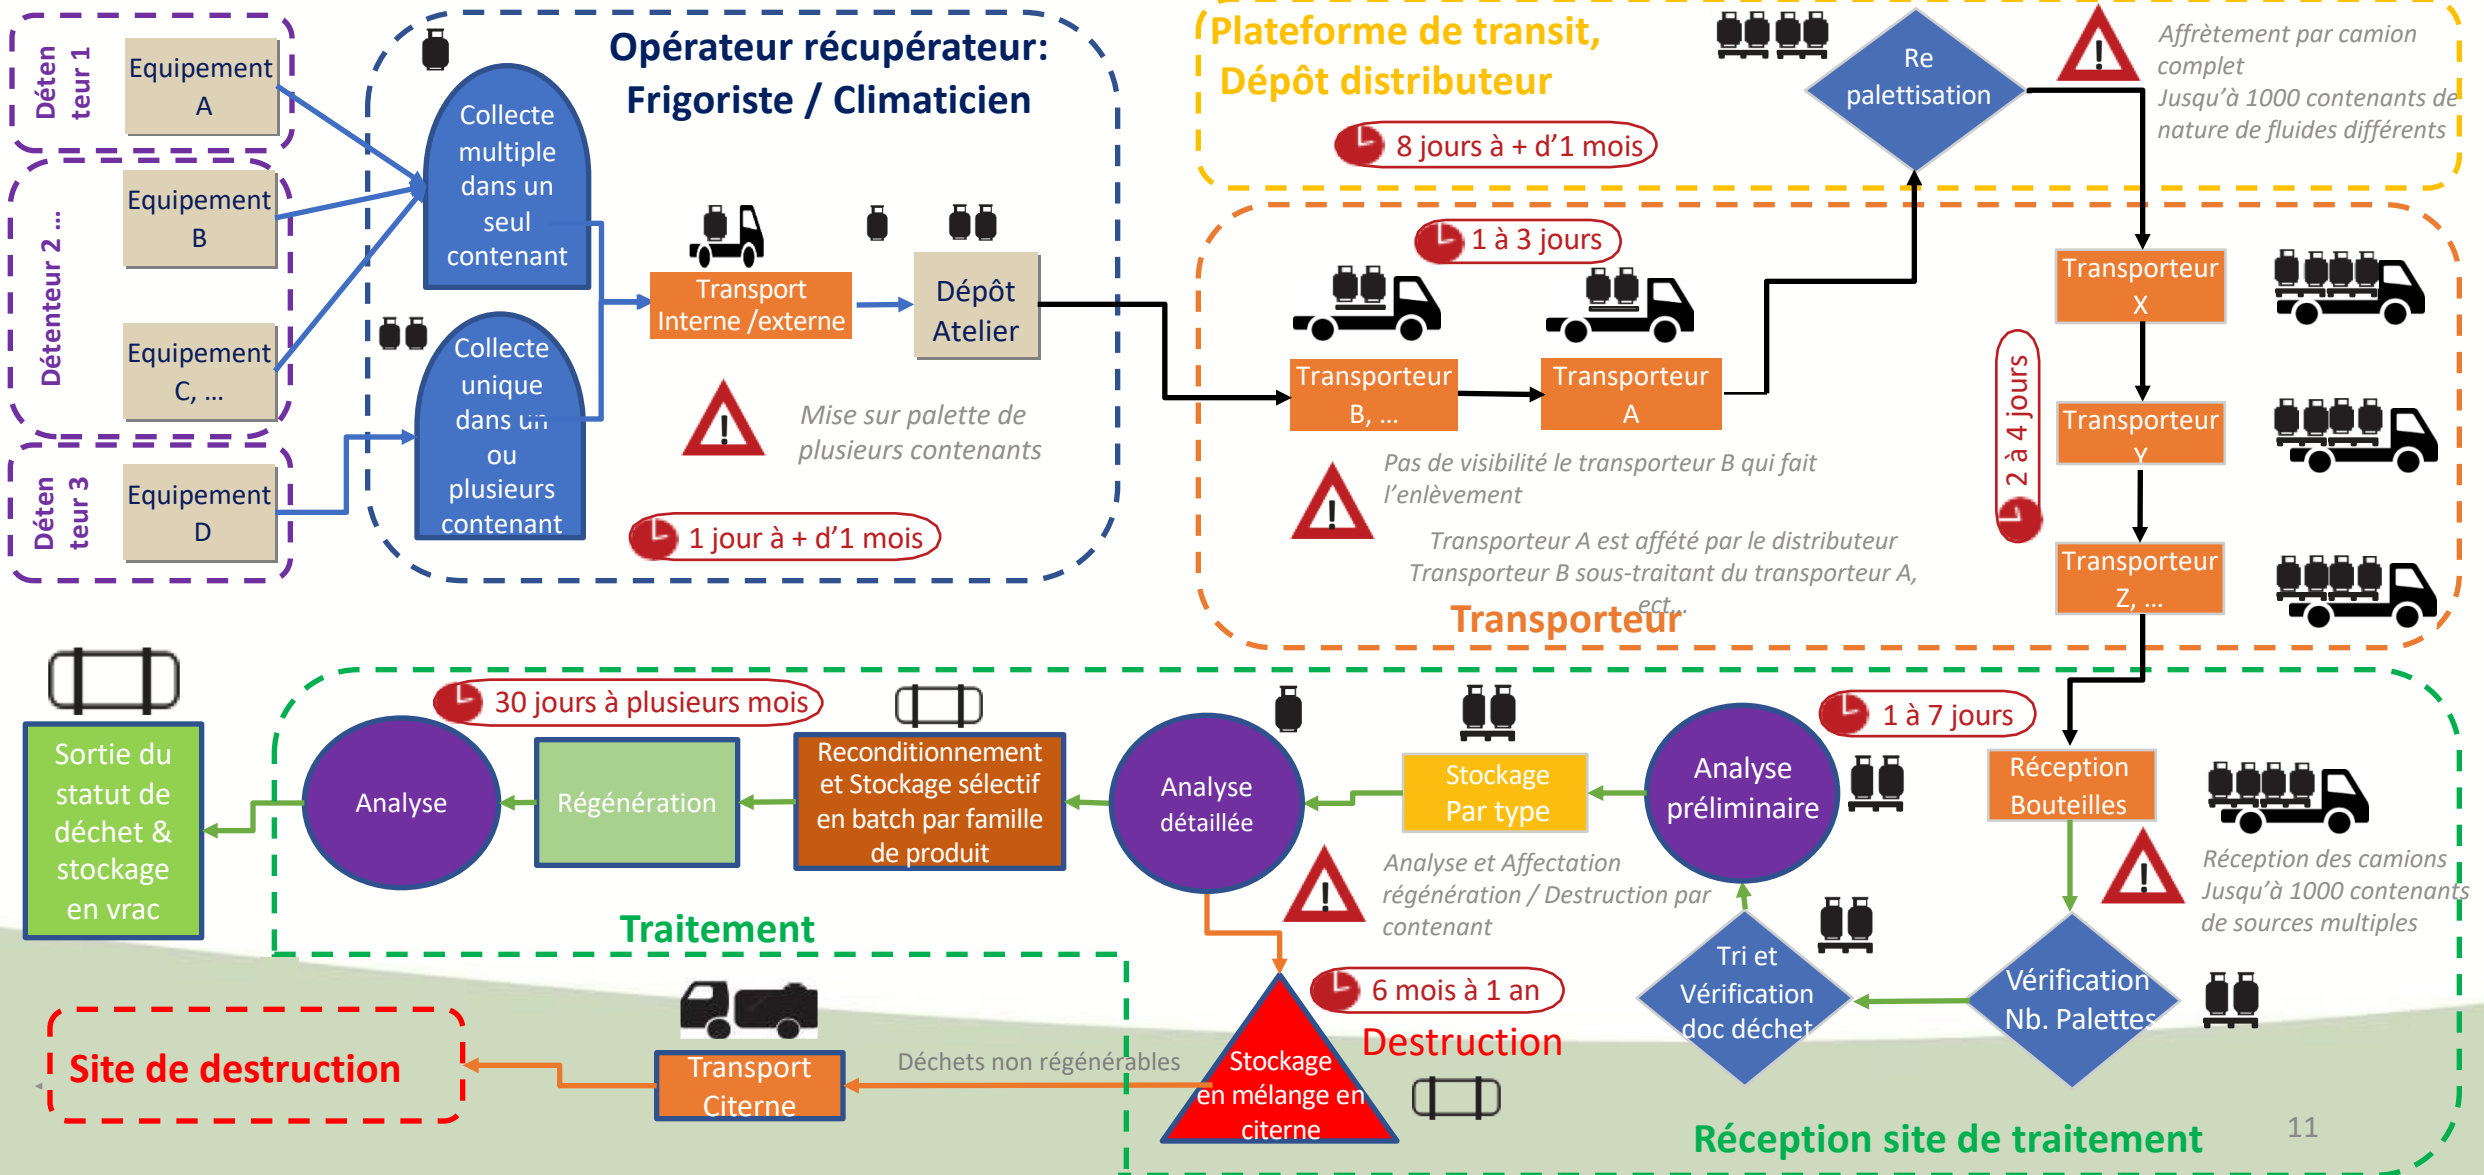 Déten
teur 1
Equipement
A
Détenteur 2 ...
Equipement
B
Equipement
C, ...
Déten
teur 3
Equipement
D
Opérateur récupérateur:
Frigoriste / Climaticien
Collecte
multiple
dans un
seul
contenant
Collecte
unique
dans un
ou
plusieurs
contenant
Transport
Interne /externe
Dépôt
Atelier
Mise sur palette de
plusieurs contenants
1 jour à + d’1 mois
Plateforme de transit,
Dépôt distributeur
8 jours à + d’1 mois
Re
palettisation
Affrètement par camion
complet
Jusqu’à 1000 contenants de
nature de fluides différents
1 à 3 jours
Transporteur
B, ...
Transporteur
A
Pas de visibilité le transporteur B qui fait
l’enlèvement
Transporteur A est affété par le distributeur
Transporteur B sous-traitant du transporteur A,
ect...
Transporteur
2 à 4 jours
Transporteur
X
Transporteur
Y
Transporteur
Z, ...
Sortie du
statut de
déchet &
stockage
en vrac
30 jours à plusieurs mois
Analyse
Régénération
Reconditionnement
et Stockage sélectif
en batch par famille
de produit
Analyse
détaillée
Stockage
Par type
Analyse
préliminaire
1 à 7 jours
Réception
Bouteilles
Réception des camions
Jusqu’à 1000 contenants
de sources multiples
Analyse et Affectation
régénération / Destruction par
contenant
Traitement
Tri et
Vérification
doc déchet
Vérification
Nb. Palettes
6 mois à 1 an
Destruction
Stockage
en mélange en
citerne
Déchets non régénérables
Transport
Citerne
Site de destruction
Réception site de traitement
11